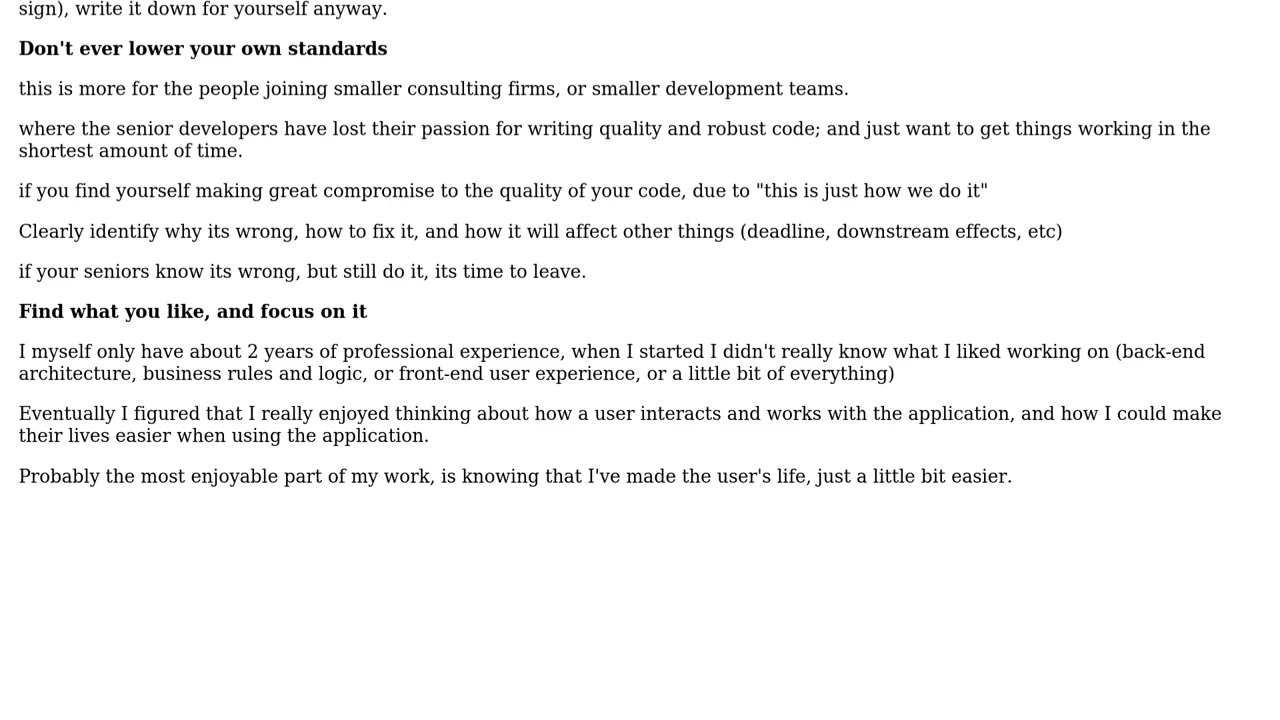 sign), write it down for yourself anyway.
Don't ever lower your own standards
this is more for the people joining smaller consulting firms, or smaller development teams.
where the senior developers have lost their passion for writing quality and robust code; and just want to get things working in the
shortest amount of time.
if you find yourself making great compromise to the quality of your code, due to "this is just how we do it"
Clearly identify why its wrong, how to fix it, and how it will affect other things (deadline, downstream effects, etc)
if your seniors know its wrong, but still do it, its time to leave.
Find what you like, and focus on it
I myself only have about 2 years of professional experience, when I started I didn't really know what I liked working on (back-end
architecture, business rules and logic, or front-end user experience, or a little bit of everything)
Eventually I figured that I really enjoyed thinking about how a user interacts and works with the application, and how I could make
their lives easier when using the application.
Probably the most enjoyable part of my work, is knowing that I've made the user's life, just a little bit easier.